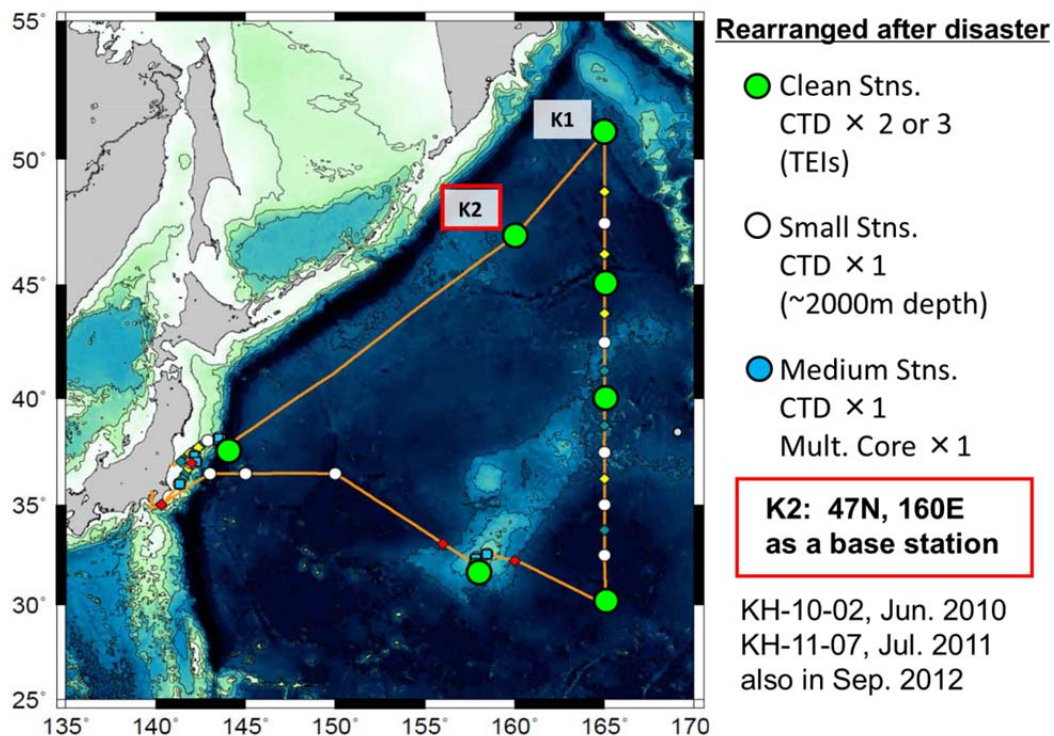 55°
50°
45°
40°
35°
30°
25°
135° 140° 145° 150° 155° 160° 165° 170°
K1
K2
Rearranged after disaster
Clean Stns.
CTD × 2 or 3
(TEIs)
Small Stns.
CTD ×1
(~2000m depth)
Medium Stns.
CTD ×1
Mult. Core ×1
K2: 47N, 160E
as a base station
KH-10-02, Jun. 2010
KH-11-07, Jul. 2011
also in Sep. 2012